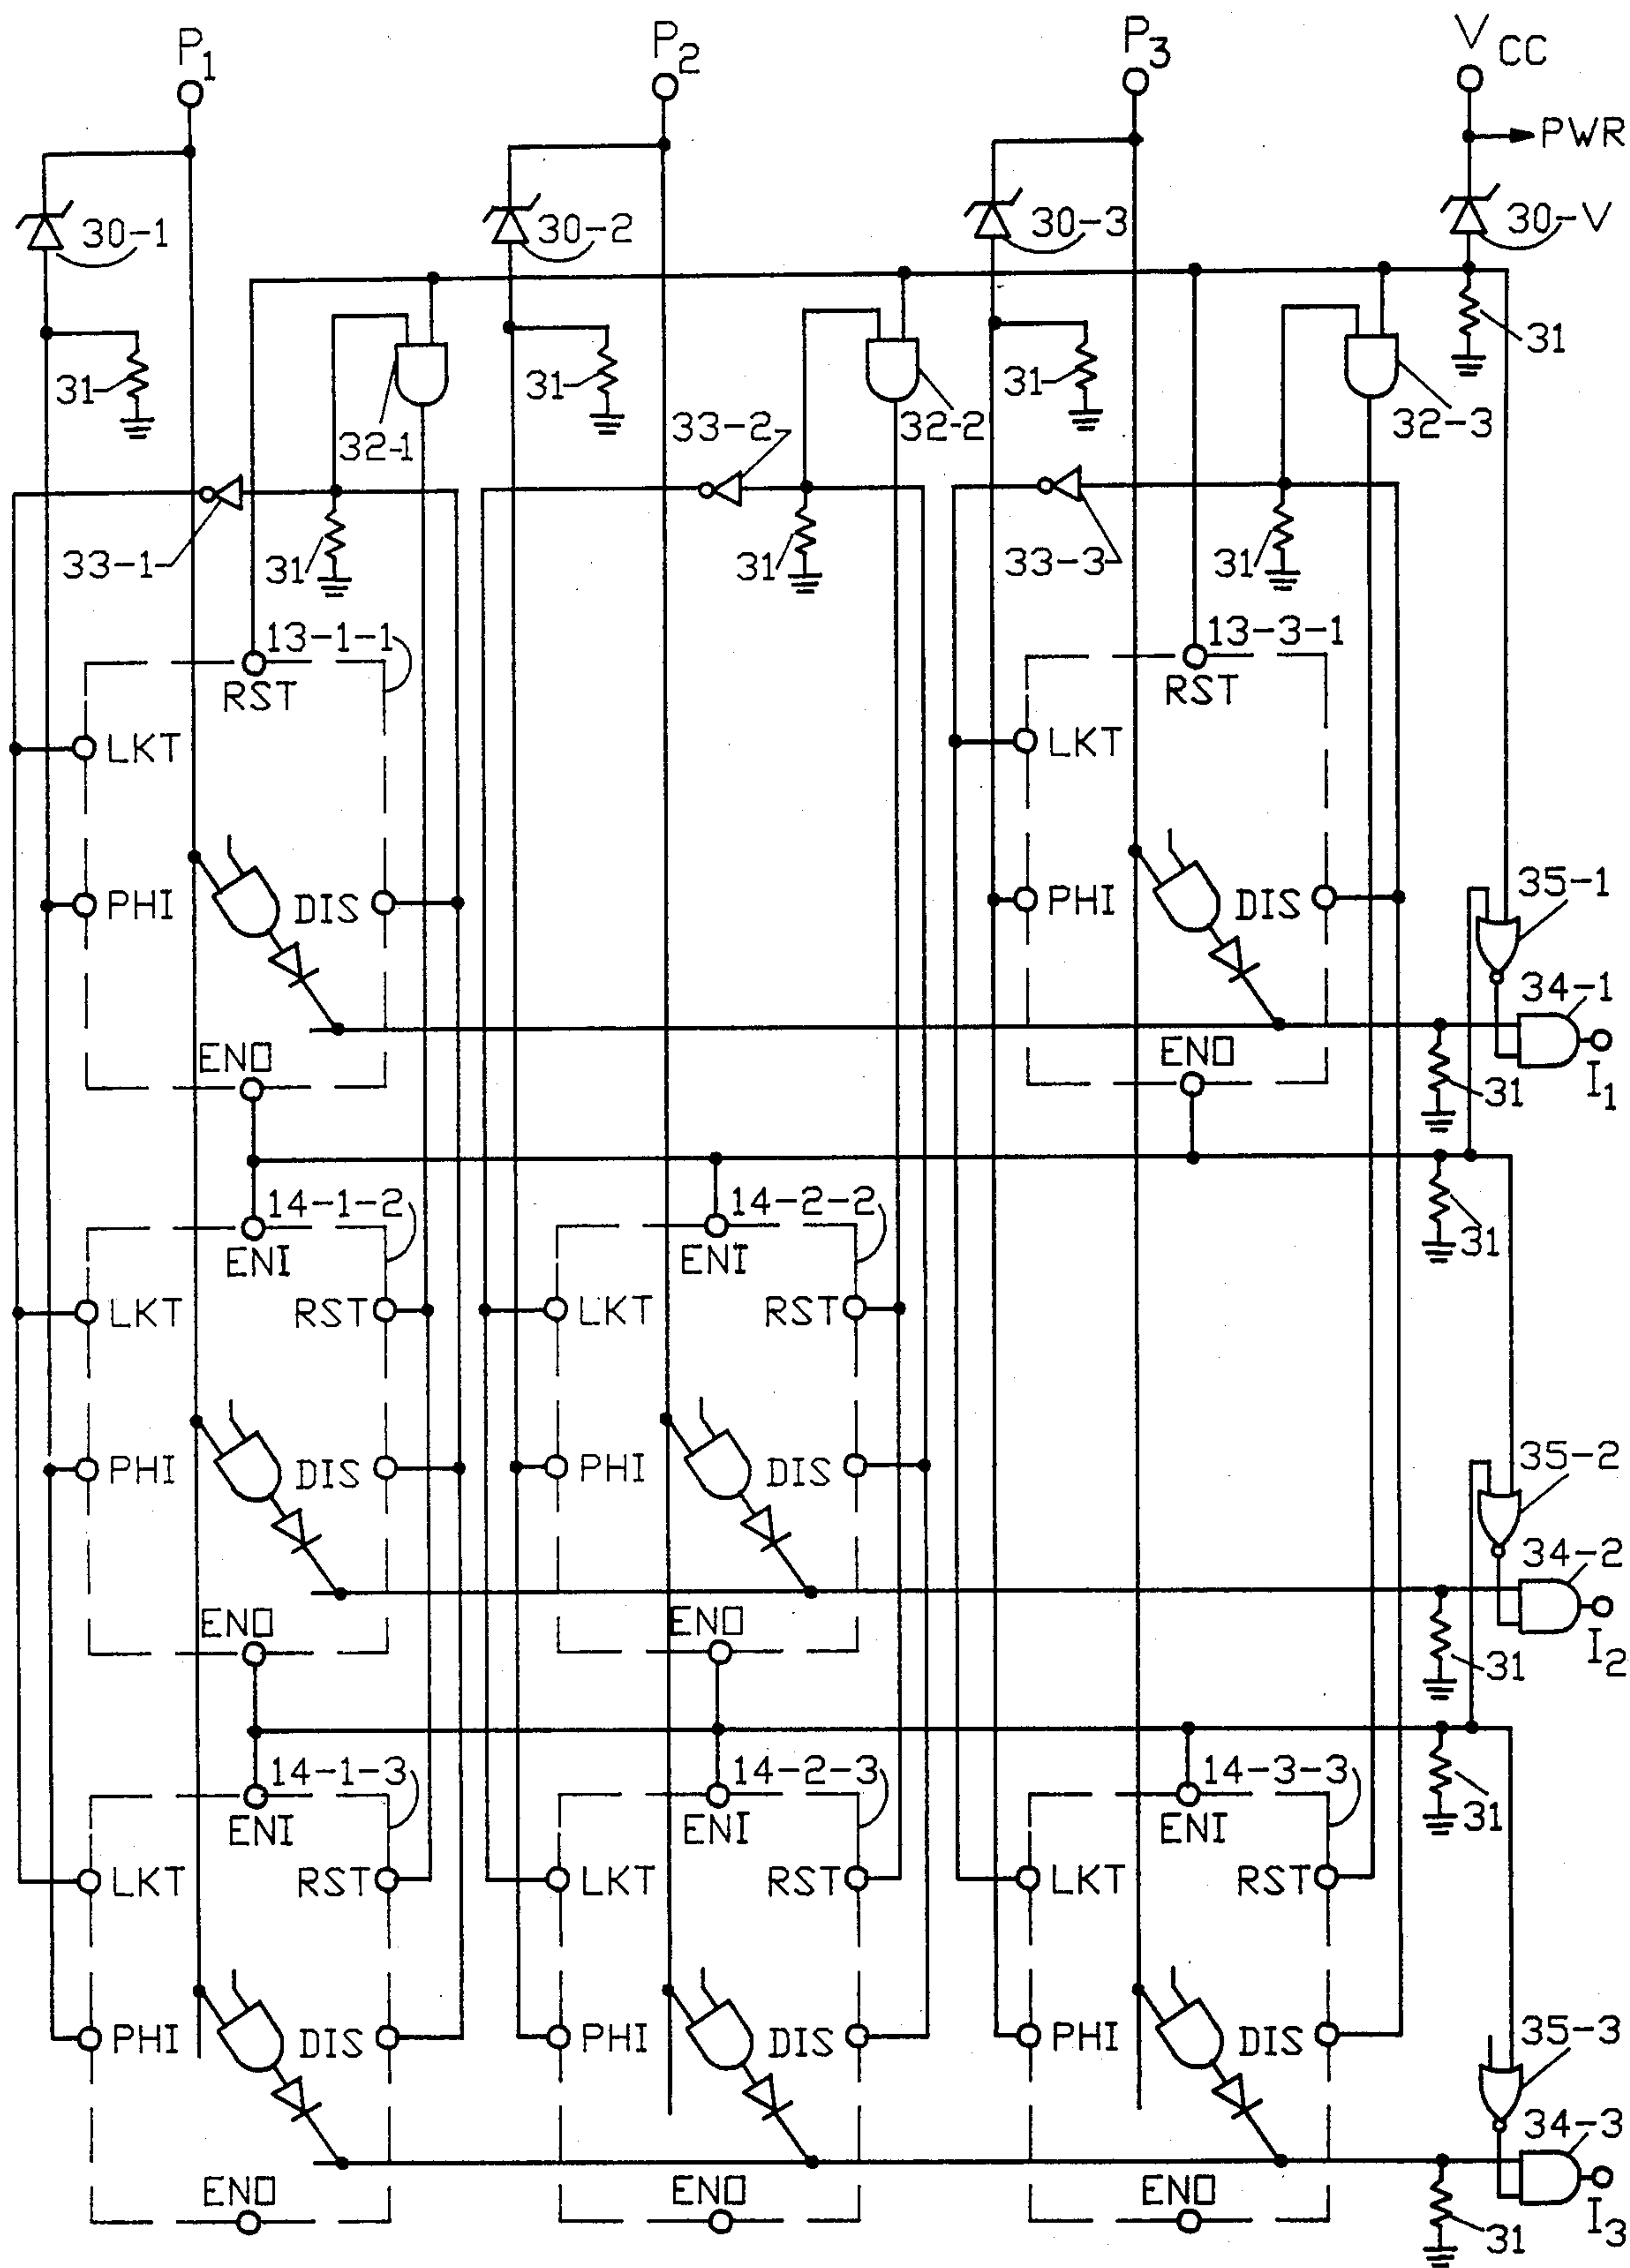 P1 P2 P3 VCC
PWR
30-1 30-2 30-3 30-V
31 31 31 31
32-1 33-2 32-2 32-3
33-1 31 31 33-3 31
13-1-1 13-3-1
RST RST
LKT LKT
PHI DIS PHI DIS 35-1
34-1
ENO ENO 31 I1
14-1-2 14-2-2
ENI ENI 31
LKT RST LKT RST
PHI DIS PHI DIS 35-2
34-2
ENO ENO 31 I2
14-1-3 14-2-3 14-3-3
ENI ENI ENI 31
LKT RST LKT RST LKT RST
PHI DIS PHI DIS PHI DIS 35-3
34-3
ENO ENO ENO 31 I3